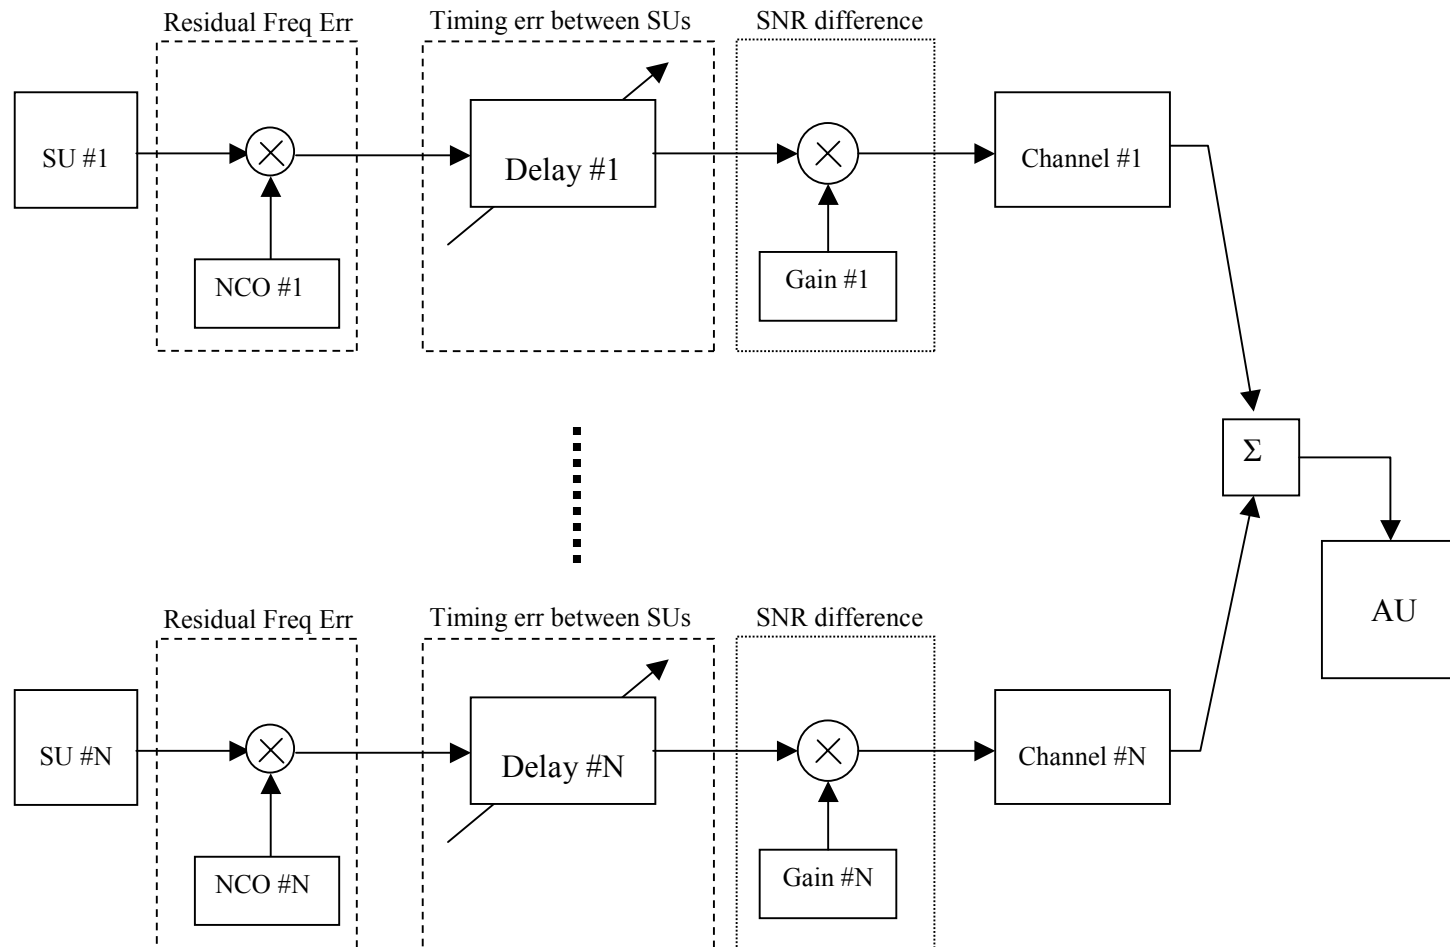 Residual Freq Err
Timing err between SUs
SNR difference
SU #1
Delay #1
Channel #1
NCO #1
Gain #1
Σ
AU
Residual Freq Err
Timing err between SUs
SNR difference
SU #N
Delay #N
Channel #N
NCO #N
Gain #N